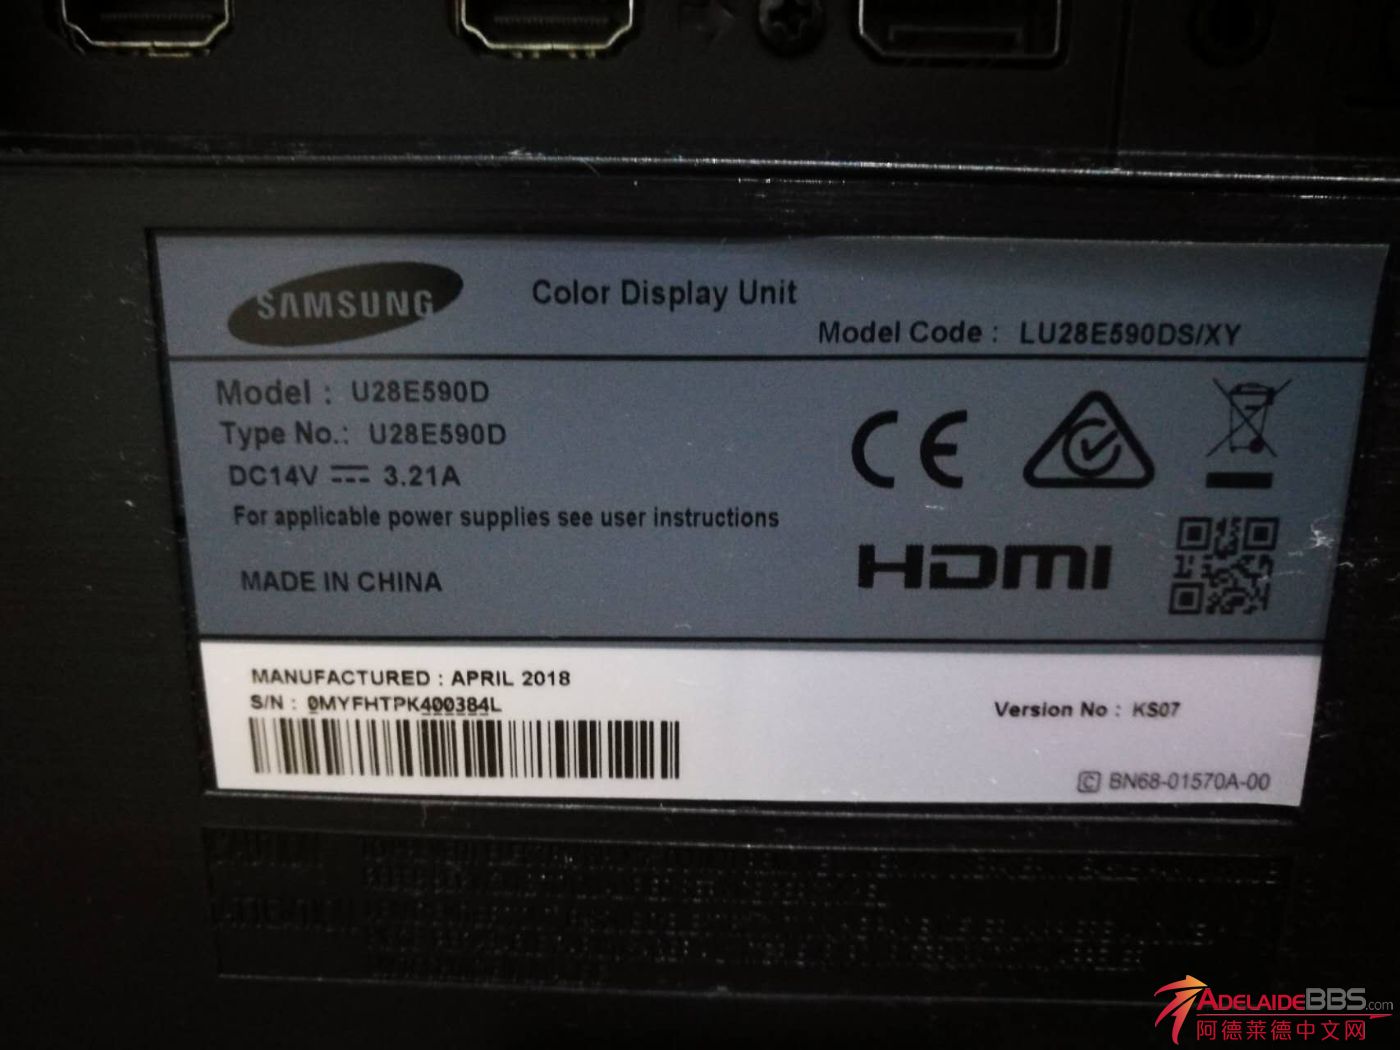 SAMSUNG
Color Display Unit
Model Code : LU28E590DS/XY
Model : U28E590D
Type No.: U28E590D
DC14V ⎓ 3.21A
For applicable power supplies see user instructions
MADE IN CHINA
CE
HDMI
MANUFACTURED : APRIL 2018
S/N : 0MYFHTPK400384L
Version No : KS07
C BN68-01570A-00
ADELAIDEBBS.com
阿德莱德中文网